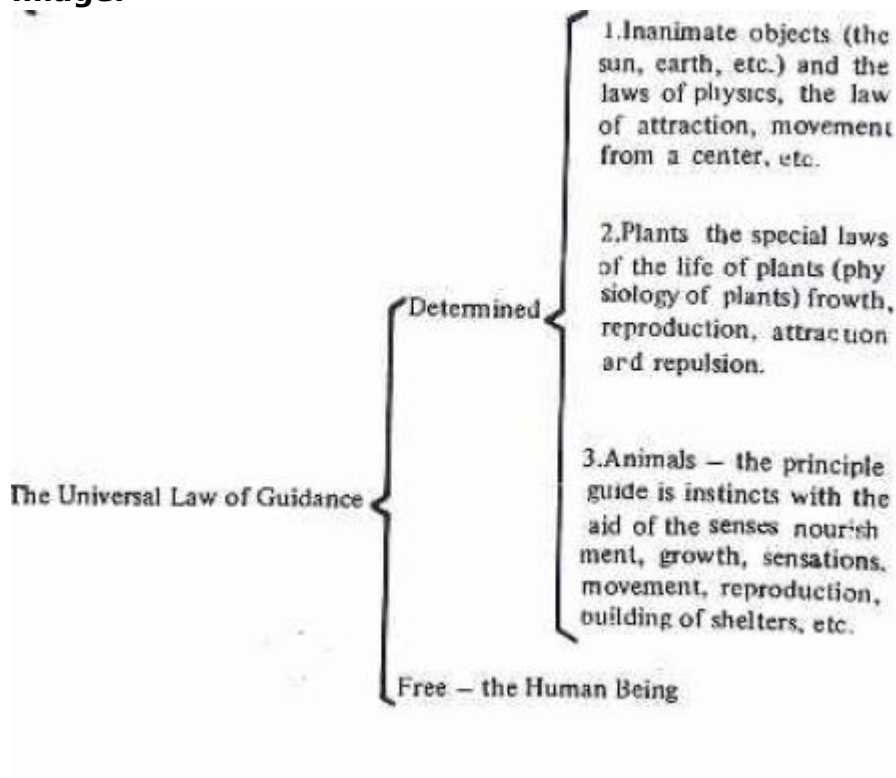 1.Inanimate objects (the
sun, earth, etc.) and the
laws of physics, the law
of attraction, movement
from a center, etc.
2.Plants the special laws
of the life of plants (phy
siology of plants) frowth,
reproduction, attraction
and repulsion.
Determined
3.Animals – the principle
guide is instincts with the
aid of the senses nourish
ment, growth, sensations,
movement, reproduction,
building of shelters, etc.
The Universal Law of Guidance
Free – the Human Being